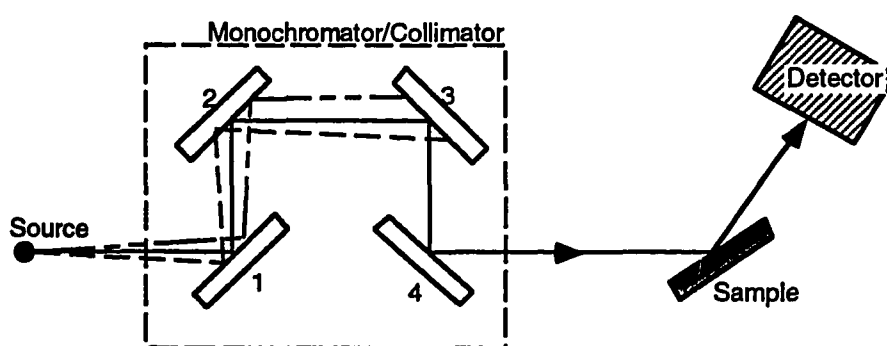 Monochromator/Collimator
2
3
Detector
Source
1
4
Sample